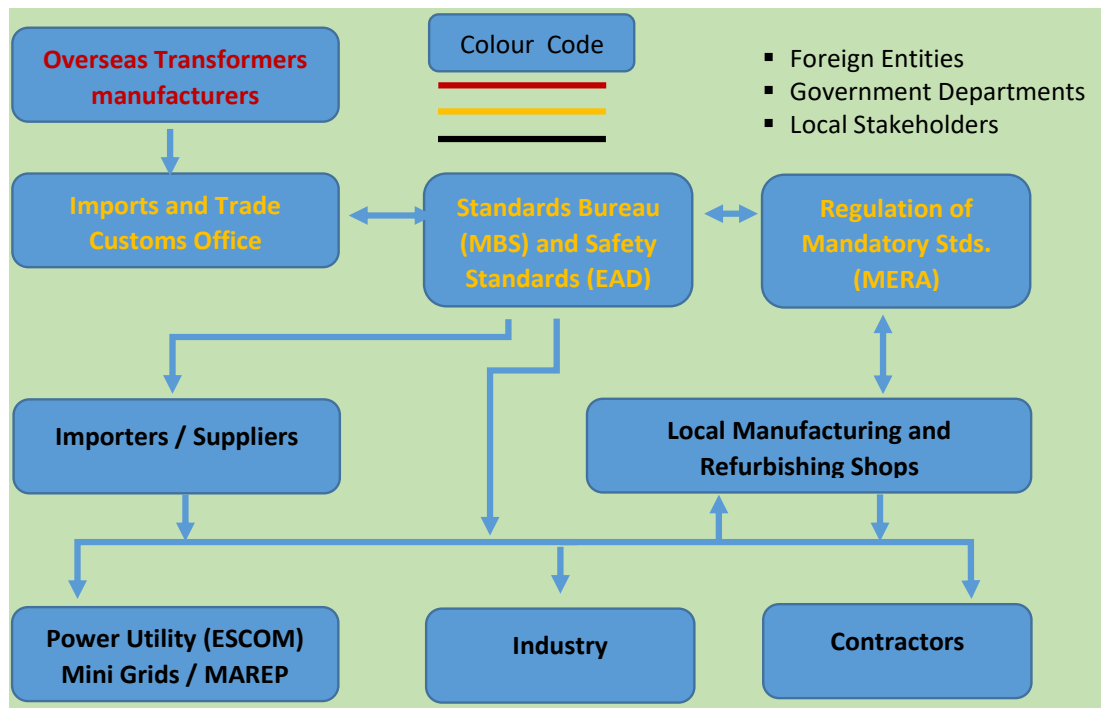 Overseas Transformers
manufacturers
Colour Code
▪ Foreign Entities
▪ Government Departments
▪ Local Stakeholders
Imports and Trade
Customs Office
Standards Bureau
(MBS) and Safety
Standards (EAD)
Regulation of
Mandatory Stds.
(MERA)
Importers / Suppliers
Local Manufacturing and
Refurbishing Shops
Power Utility (ESCOM)
Mini Grids / MAREP
Industry
Contractors